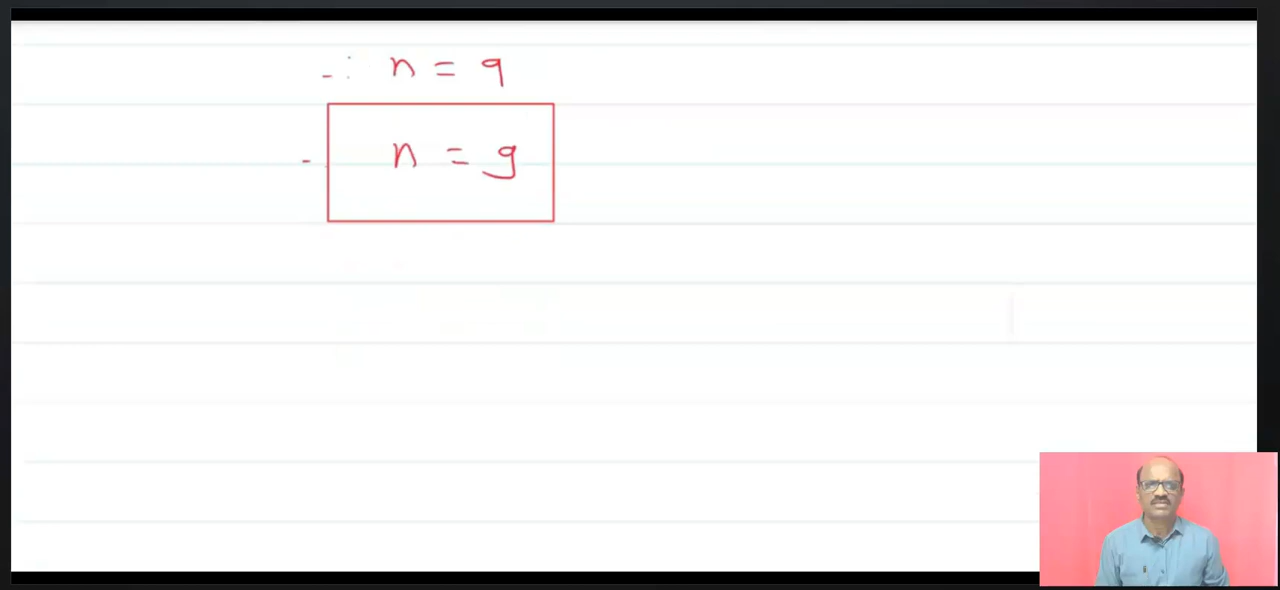 ∴ n = 9
n = 9